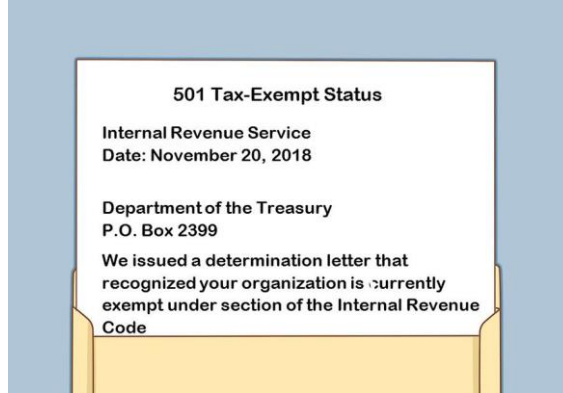 501 Tax-Exempt Status
Internal Revenue Service
Date: November 20, 2018
Department of the Treasury
P.O. Box 2399
We issued a determination letter that
recognized your organization is currently
exempt under section of the Internal Revenue
Code